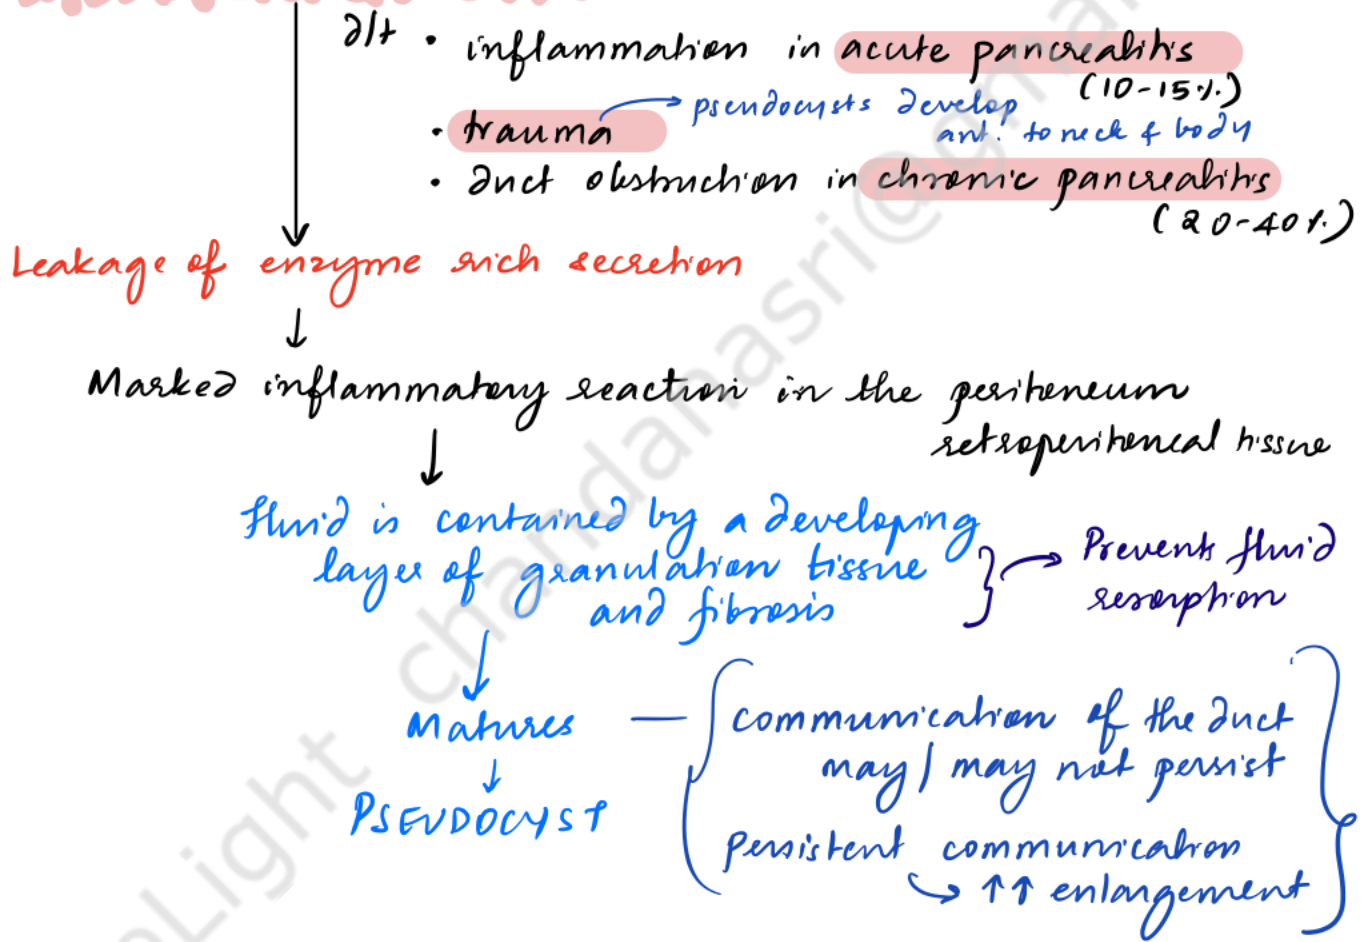 d/t • inflammation in acute pancreatitis
(10-15%)
• trauma → pseudocysts develop
ant. to neck & body
• duct obstruction in chronic pancreatitis
(20-40%)
Leakage of enzyme rich secretion
↓
Marked inflammatory reaction in the peritoneum
retroperitoneal tissue
↓
fluid is contained by a developing
layer of granulation tissue
and fibrosis
} → Prevents fluid
resorption
↓
Matures — communication of the duct
may / may not persist
↓
PSEUDOCYST
Persistent communication
↳ ↑↑ enlargement
chandanasri@gma
Light